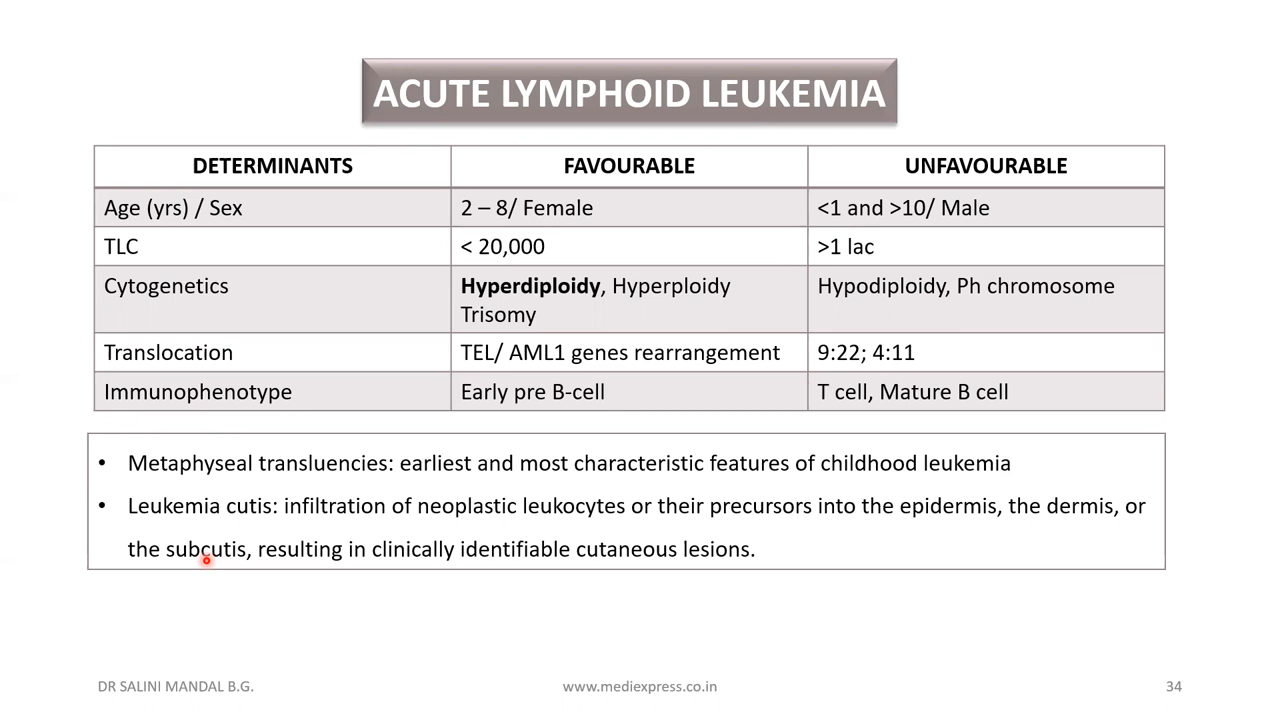 ACUTE LYMPHOID LEUKEMIA
DETERMINANTS FAVOURABLE UNFAVOURABLE
Age (yrs) / Sex 2 – 8/ Female <1 and >10/ Male
TLC < 20,000 >1 lac
Cytogenetics Hyperdiploidy, Hyperploidy Hypodiploidy, Ph chromosome
Trisomy
Translocation TEL/ AML1 genes rearrangement 9:22; 4:11
Immunophenotype Early pre B-cell T cell, Mature B cell
• Metaphyseal transluencies: earliest and most characteristic features of childhood leukemia
• Leukemia cutis: infiltration of neoplastic leukocytes or their precursors into the epidermis, the dermis, or
the subcutis, resulting in clinically identifiable cutaneous lesions.
DR SALINI MANDAL B.G. www.mediexpress.co.in 34